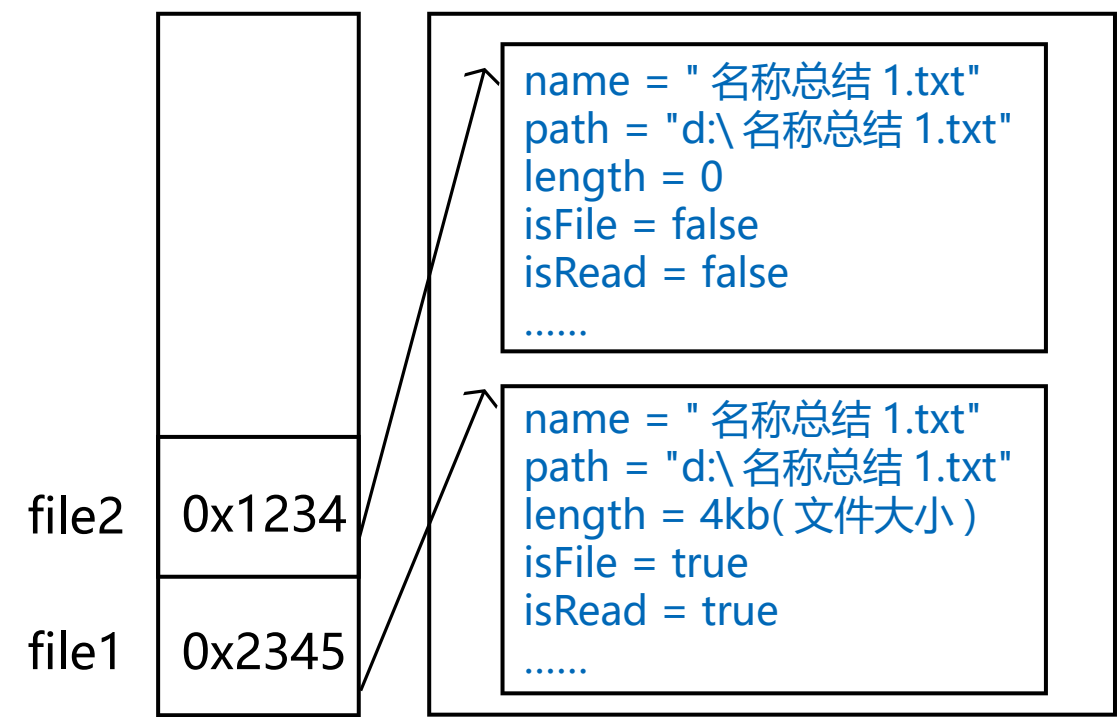 name = " 名称总结 1.txt"
path = "d:\ 名称总结 1.txt"
length = 0
isFile = false
isRead = false
......
name = " 名称总结 1.txt"
path = "d:\ 名称总结 1.txt"
length = 4kb( 文件大小 )
isFile = true
isRead = true
......
file2 0x1234
file1 0x2345